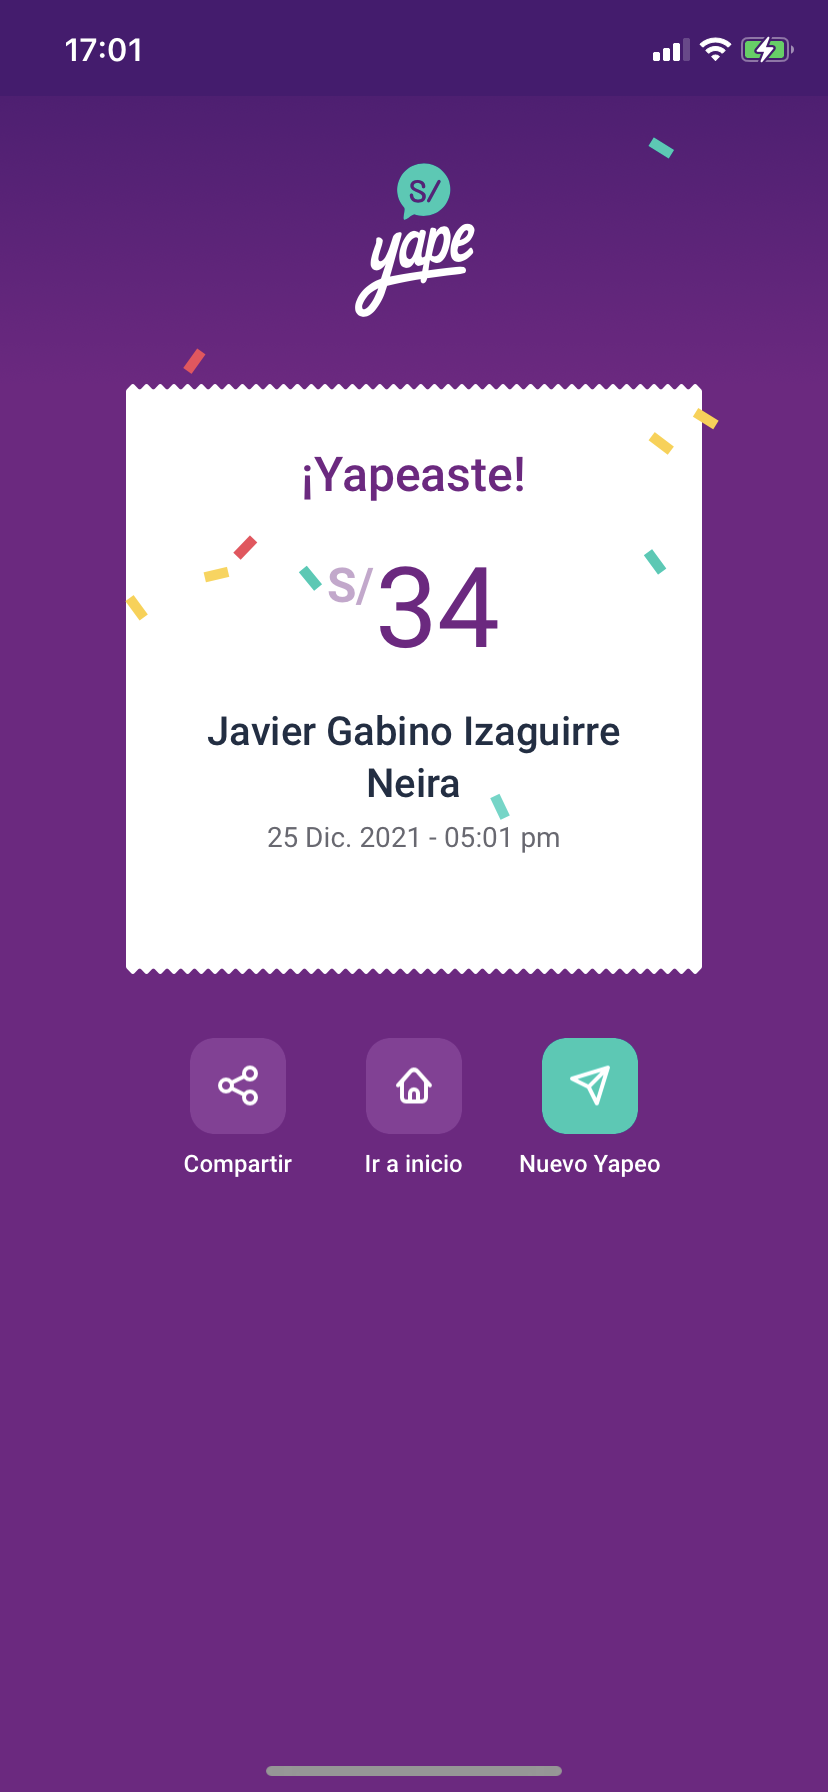 17:01
S/
yape
¡Yapeaste!
S/34
Javier Gabino Izaguirre
Neira
25 Dic. 2021 - 05:01 pm
Compartir
Ir a inicio
Nuevo Yapeo